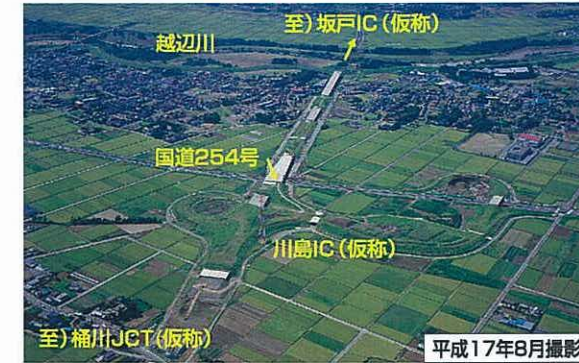 至)坂戸IC(仮称)
越辺川
国道254号
川島IC(仮称)
至)桶川JCT(仮称)
平成17年8月撮影